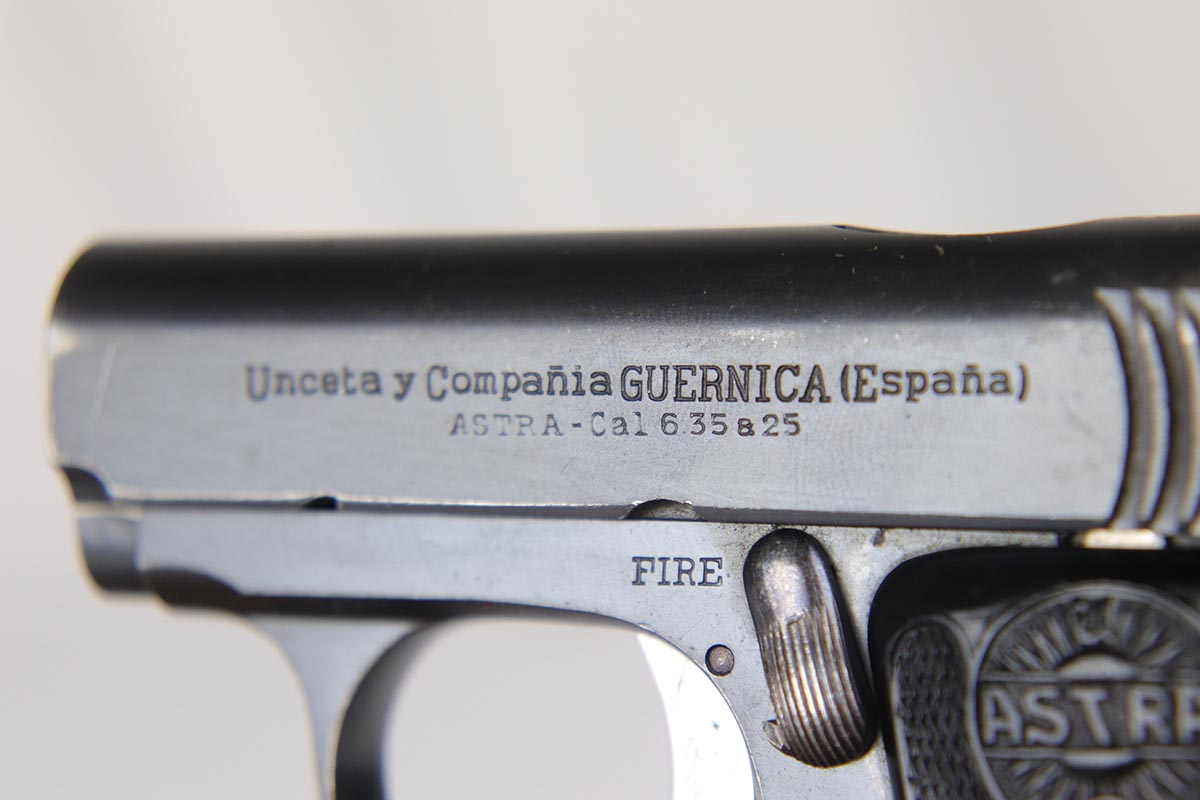 Unceta y Compañia GUERNICA (España)
ASTRA - Cal 6 35 & 25
FIRE
ASTRA